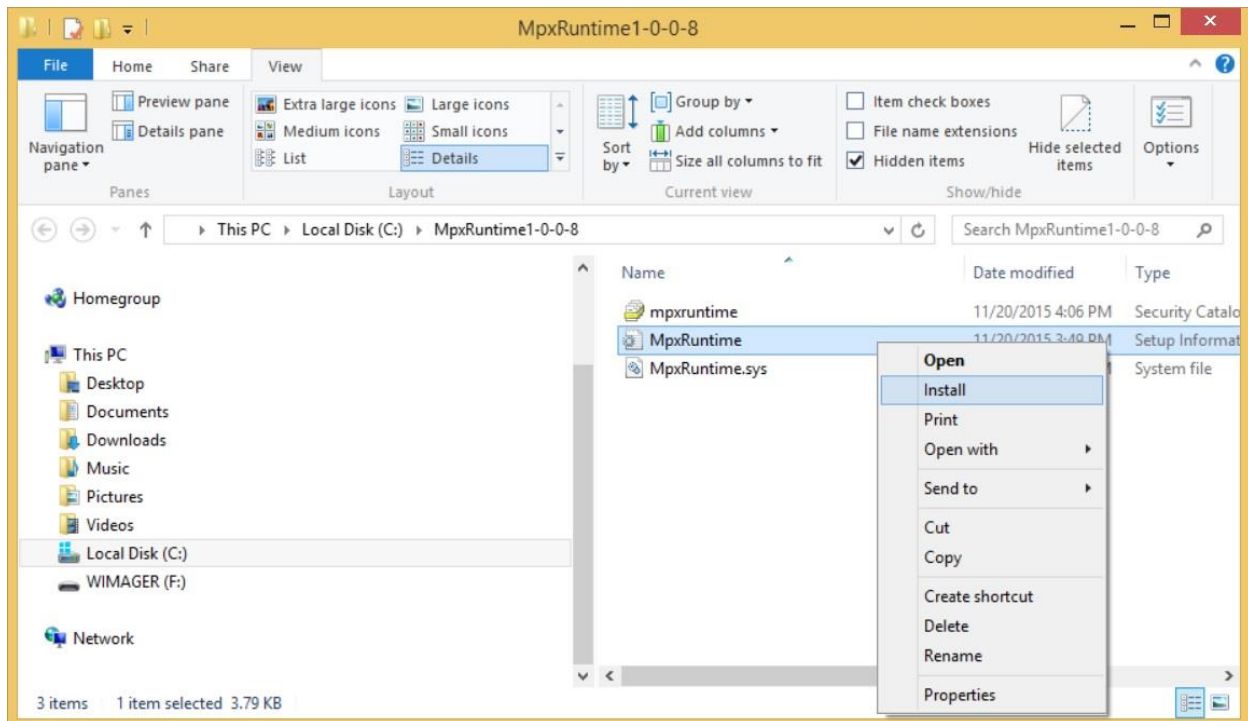 MpxRuntime1-0-0-8
File Home Share View
Preview pane
Details pane
Navigation pane
Panes
Extra large icons Large icons
Medium icons Small icons
List Details
Layout
Sort by
Group by
Add columns
Size all columns to fit
Current view
Item check boxes
File name extensions
Hidden items
Hide selected items
Show/hide
Options
This PC Local Disk (C:) MpxRuntime1-0-0-8
Search MpxRuntime1-0-0-8
Homegroup
This PC
Desktop
Documents
Downloads
Music
Pictures
Videos
Local Disk (C:)
WIMAGER (F:)
Network
Name Date modified Type
mpxruntime 11/20/2015 4:06 PM Security Catalo
MpxRuntime 11/20/2015 3:49 PM Setup Informat
MpxRuntime.sys M System file
Open
Install
Print
Open with
Send to
Cut
Copy
Create shortcut
Delete
Rename
Properties
3 items 1 item selected 3.79 KB